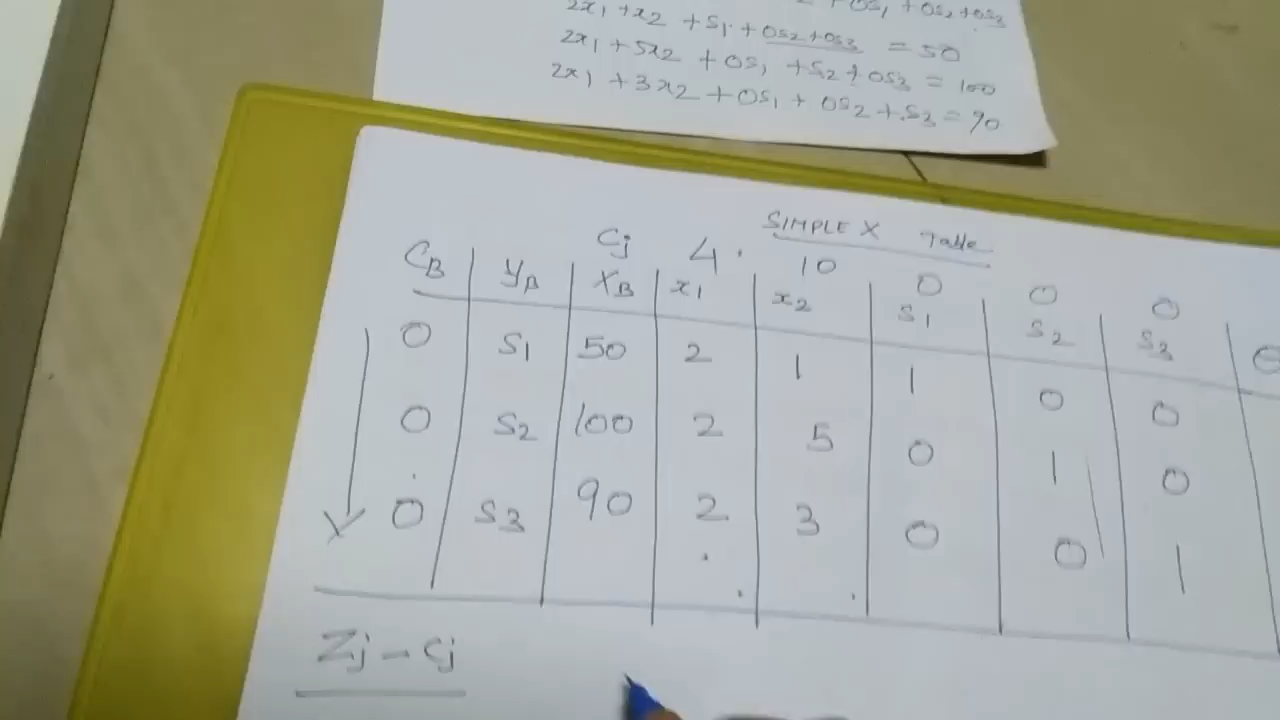 + 0s1 + 0s2 + 0s3
2x1 + x2 + s1 + 0s2 + 0s3 = 50
2x1 + 5x2 + 0s1 + s2 + 0s3 = 100
2x1 + 3x2 + 0s1 + 0s2 + s3 = 90
SIMPLEX Table
Cj 4 10 0 0 0
CB YB XB x1 x2 s1 s2 s3
0 s1 50 2 1 1 0 0
0 s2 100 2 5 0 1 0
0 s3 90 2 3 0 0 1
Zj - Cj